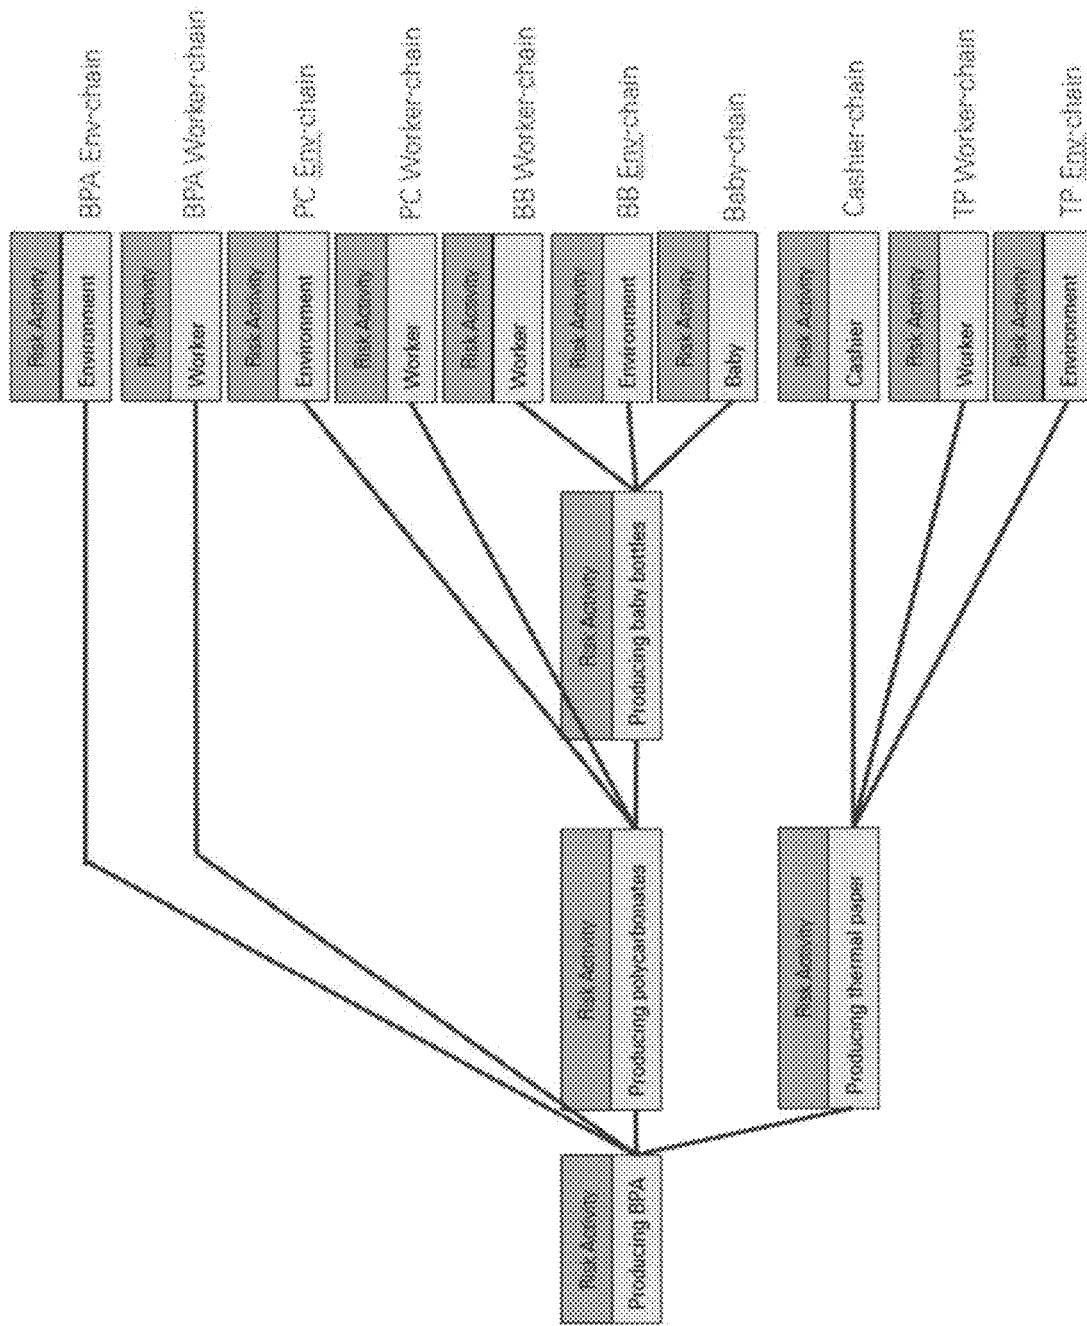 Risk Activity
Producing BPA
Risk Activity
Producing polycarbonates
Risk Activity
Producing thermal paper
Risk Activity
Producing baby bottles
Risk Activity
Environment
BPA Env-chain
Risk Activity
Worker
BPA Worker-chain
Risk Activity
Environment
PC Env-chain
Risk Activity
Worker
PC Worker-chain
Risk Activity
Worker
BB Worker-chain
Risk Activity
Environment
BB Env-chain
Risk Activity
Baby
Baby-chain
Risk Activity
Cashier
Cashier-chain
Risk Activity
Worker
TP Worker-chain
Risk Activity
Environment
TP Env-chain